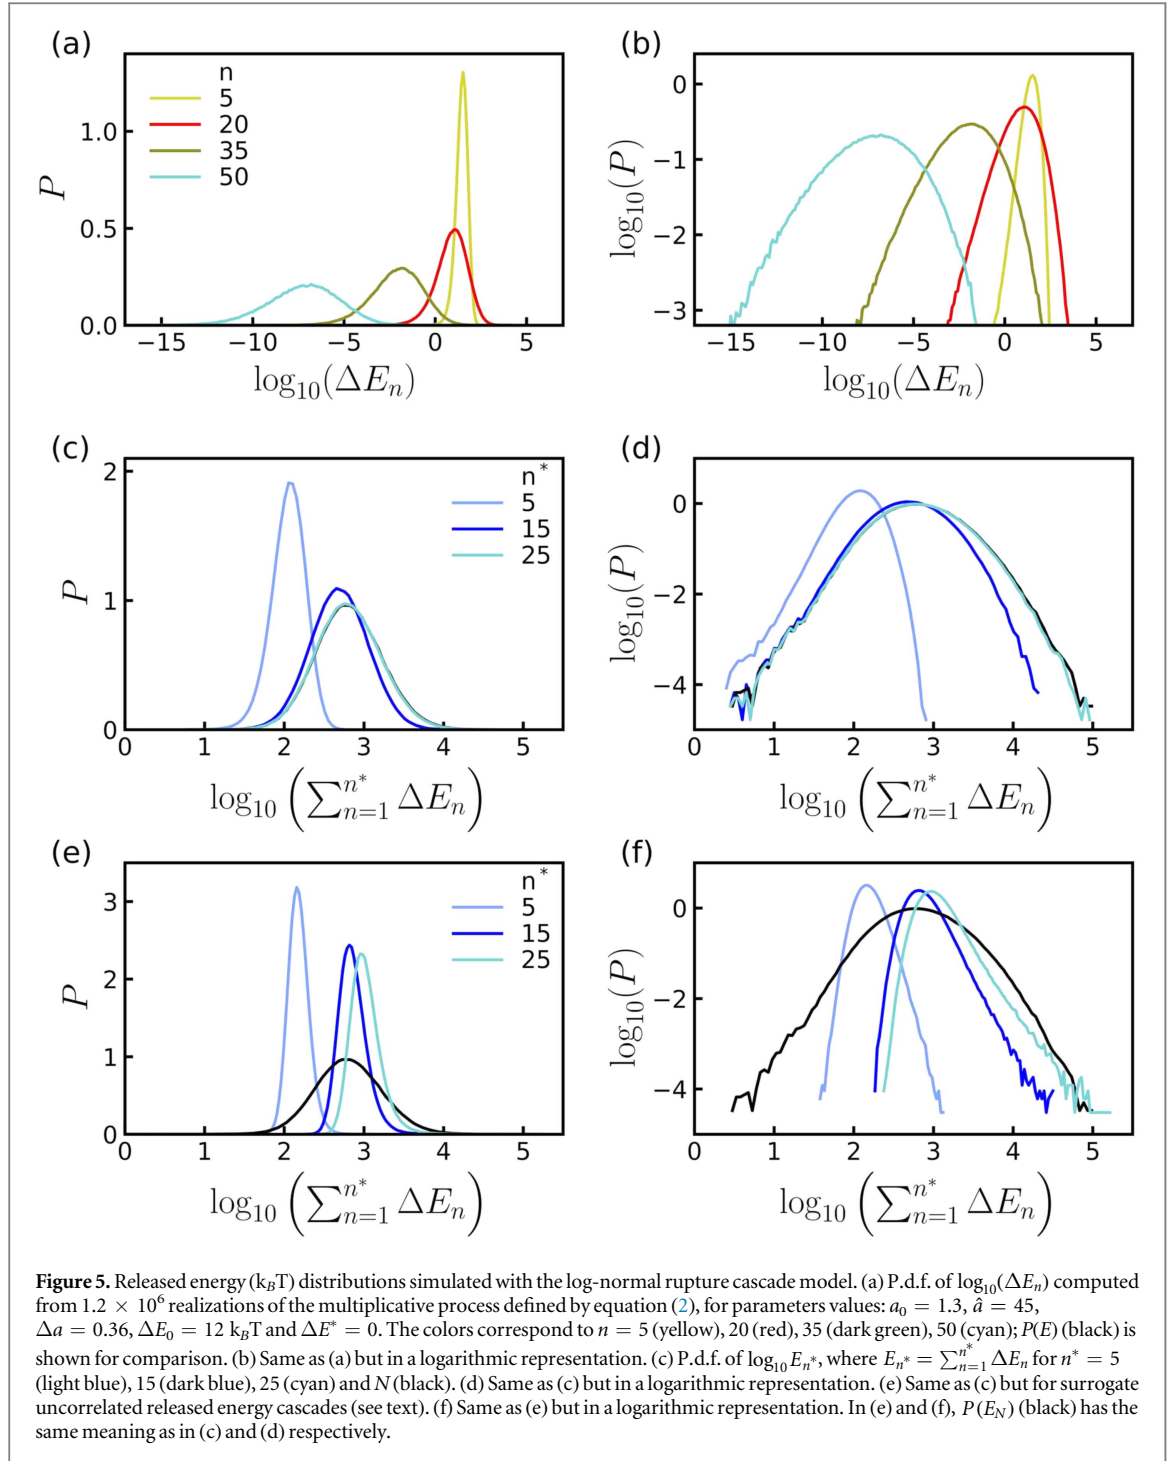 (a)
n
5
20
35
50
1.0
0.5
0.0
P
−15 −10 −5 0 5
log10(ΔEn)
(b)
0
−1
−2
−3
log10(P)
−15 −10 −5 0 5
log10(ΔEn)
(c)
n*
5
15
25
2
1
0
P
0 1 2 3 4 5
log10 (∑n=1n* ΔEn)
(d)
0
−2
−4
log10(P)
0 1 2 3 4 5
log10 (∑n=1n* ΔEn)
(e)
n*
5
15
25
3
2
1
0
P
0 1 2 3 4 5
log10 (∑n=1n* ΔEn)
(f)
0
−2
−4
log10(P)
0 1 2 3 4 5
log10 (∑n=1n* ΔEn)
Figure 5. Released energy (kBT) distributions simulated with the log-normal rupture cascade model. (a) P.d.f. of log10(ΔEn) computed
from 1.2 × 10⁶ realizations of the multiplicative process defined by equation (2), for parameters values: a0 = 1.3, â = 45,
Δa = 0.36, ΔE0 = 12 kBT and ΔE* = 0. The colors correspond to n = 5 (yellow), 20 (red), 35 (dark green), 50 (cyan); P(E) (black) is
shown for comparison. (b) Same as (a) but in a logarithmic representation. (c) P.d.f. of log10 En*, where En* = ∑n=1n* ΔEn for n* = 5
(light blue), 15 (dark blue), 25 (cyan) and N (black). (d) Same as (c) but in a logarithmic representation. (e) Same as (c) but for surrogate
uncorrelated released energy cascades (see text). (f) Same as (e) but in a logarithmic representation. In (e) and (f), P(EN) (black) has the
same meaning as in (c) and (d) respectively.